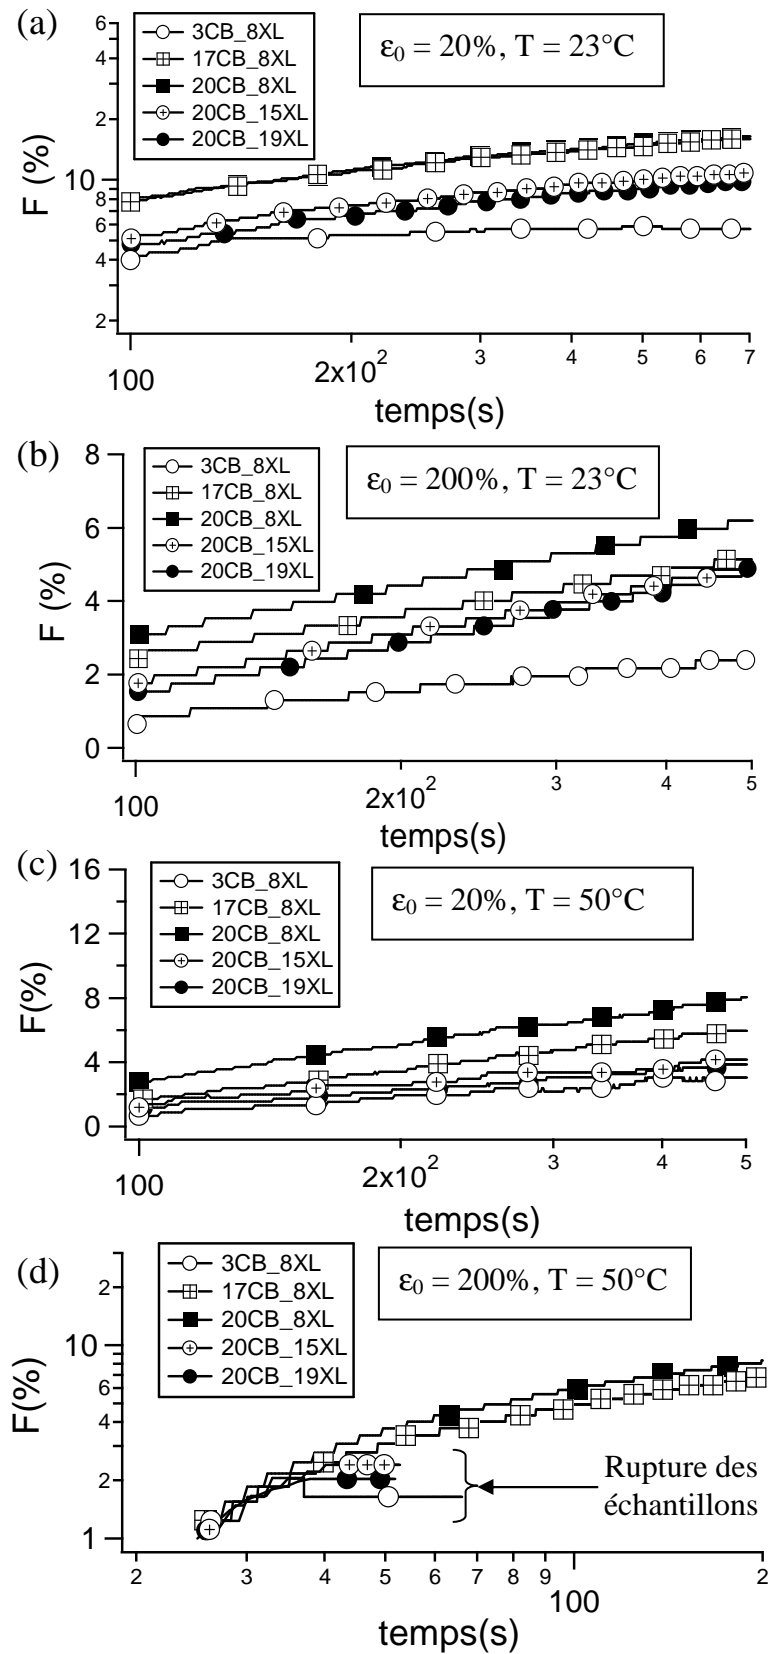 (a)
3CB_8XL
17CB_8XL
20CB_8XL
20CB_15XL
20CB_19XL
ε0 = 20%, T = 23°C
F (%)
6
4
2
10
8
6
4
2
100
2x10²
3
4
5
6
7
temps(s)
(b)
3CB_8XL
17CB_8XL
20CB_8XL
20CB_15XL
20CB_19XL
ε0 = 200%, T = 23°C
F (%)
8
6
4
2
0
100
2x10²
3
4
5
temps(s)
(c)
3CB_8XL
17CB_8XL
20CB_8XL
20CB_15XL
20CB_19XL
ε0 = 20%, T = 50°C
F(%)
16
12
8
4
0
100
2x10²
3
4
5
temps(s)
(d)
3CB_8XL
17CB_8XL
20CB_8XL
20CB_15XL
20CB_19XL
ε0 = 200%, T = 50°C
F(%)
2
10
8
6
4
2
1
Rupture des
échantillons
2
3
4
5
6
7
8
9
100
2
temps(s)